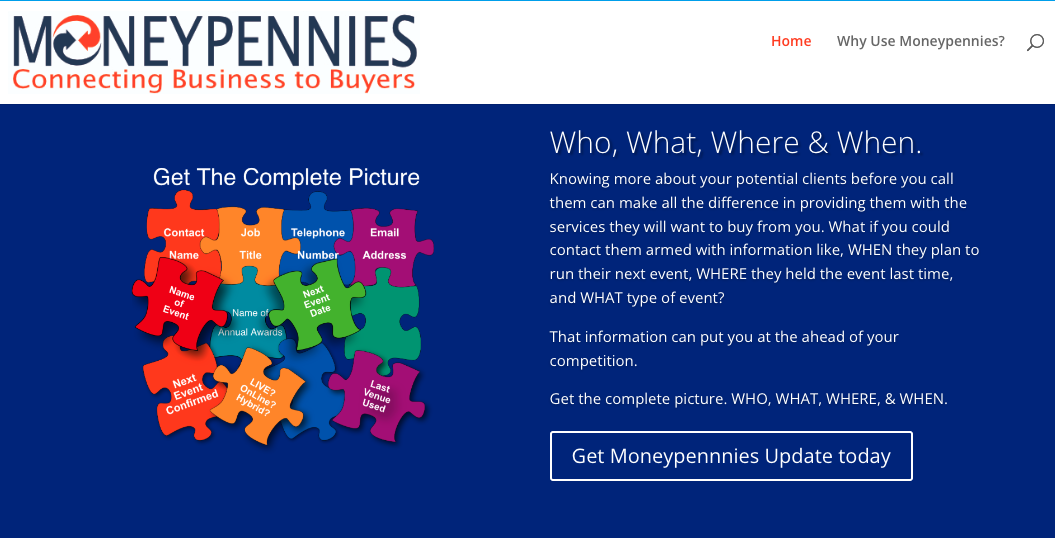 MONEYPENNIES
Connecting Business to Buyers
Home
Why Use Moneypennies?
Get The Complete Picture
Contact
Name
Job
Title
Telephone
Number
Email
Address
Name
of
Event
Name of
Annual Awards
Next
Event
Date
Next
Event
Confirmed
LIVE?
OnLine?
Hybrid?
Last
Venue
Used
Who, What, Where & When.
Knowing more about your potential clients before you call
them can make all the difference in providing them with the
services they will want to buy from you. What if you could
contact them armed with information like, WHEN they plan to
run their next event, WHERE they held the event last time,
and WHAT type of event?
That information can put you at the ahead of your
competition.
Get the complete picture. WHO, WHAT, WHERE, & WHEN.
Get Moneypennnies Update today